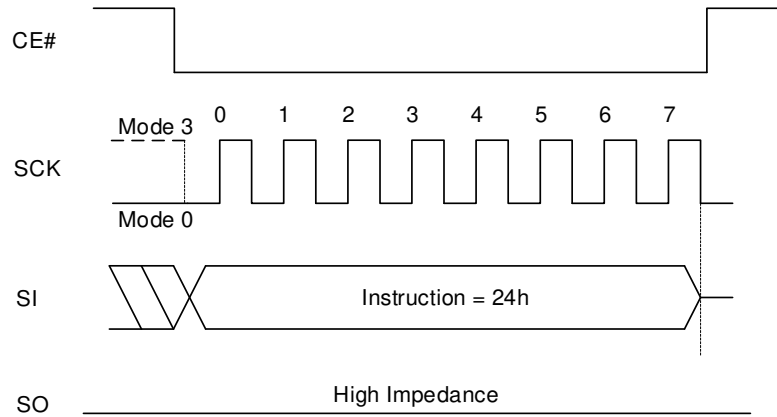 CE#
0 1 2 3 4 5 6 7
Mode 3
SCK
Mode 0
SI
Instruction = 24h
SO
High Impedance